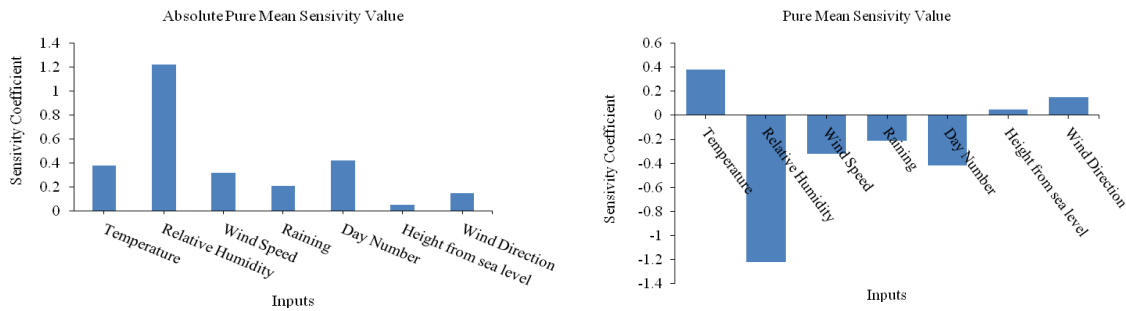 Absolute Pure Mean Sensivity Value
Sensivity Coefficient
1.4
1.2
1
0.8
0.6
0.4
0.2
0
Temperature
Relative Humidity
Wind Speed
Raining
Day Number
Height from sea level
Wind Direction
Inputs
Pure Mean Sensivity Value
Sensivity Coefficient
0.6
0.4
0.2
0
-0.2
-0.4
-0.6
-0.8
-1
-1.2
-1.4
Temperature
Relative Humidity
Wind Speed
Raining
Day Number
Height from sea level
Wind Direction
Inputs